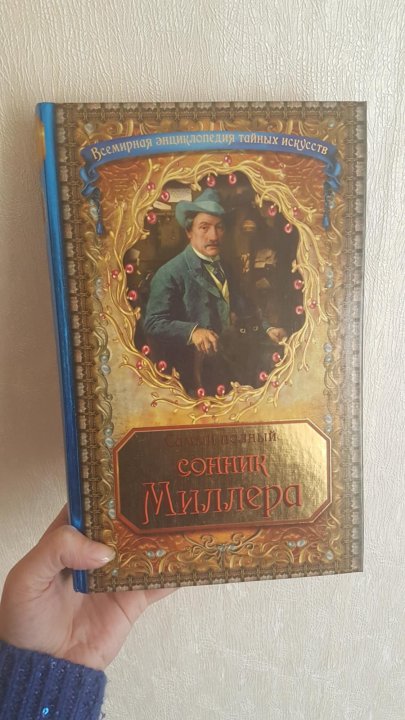 Всемирная энциклопедия тайных искусств
Самый полный
сонник
Миллера